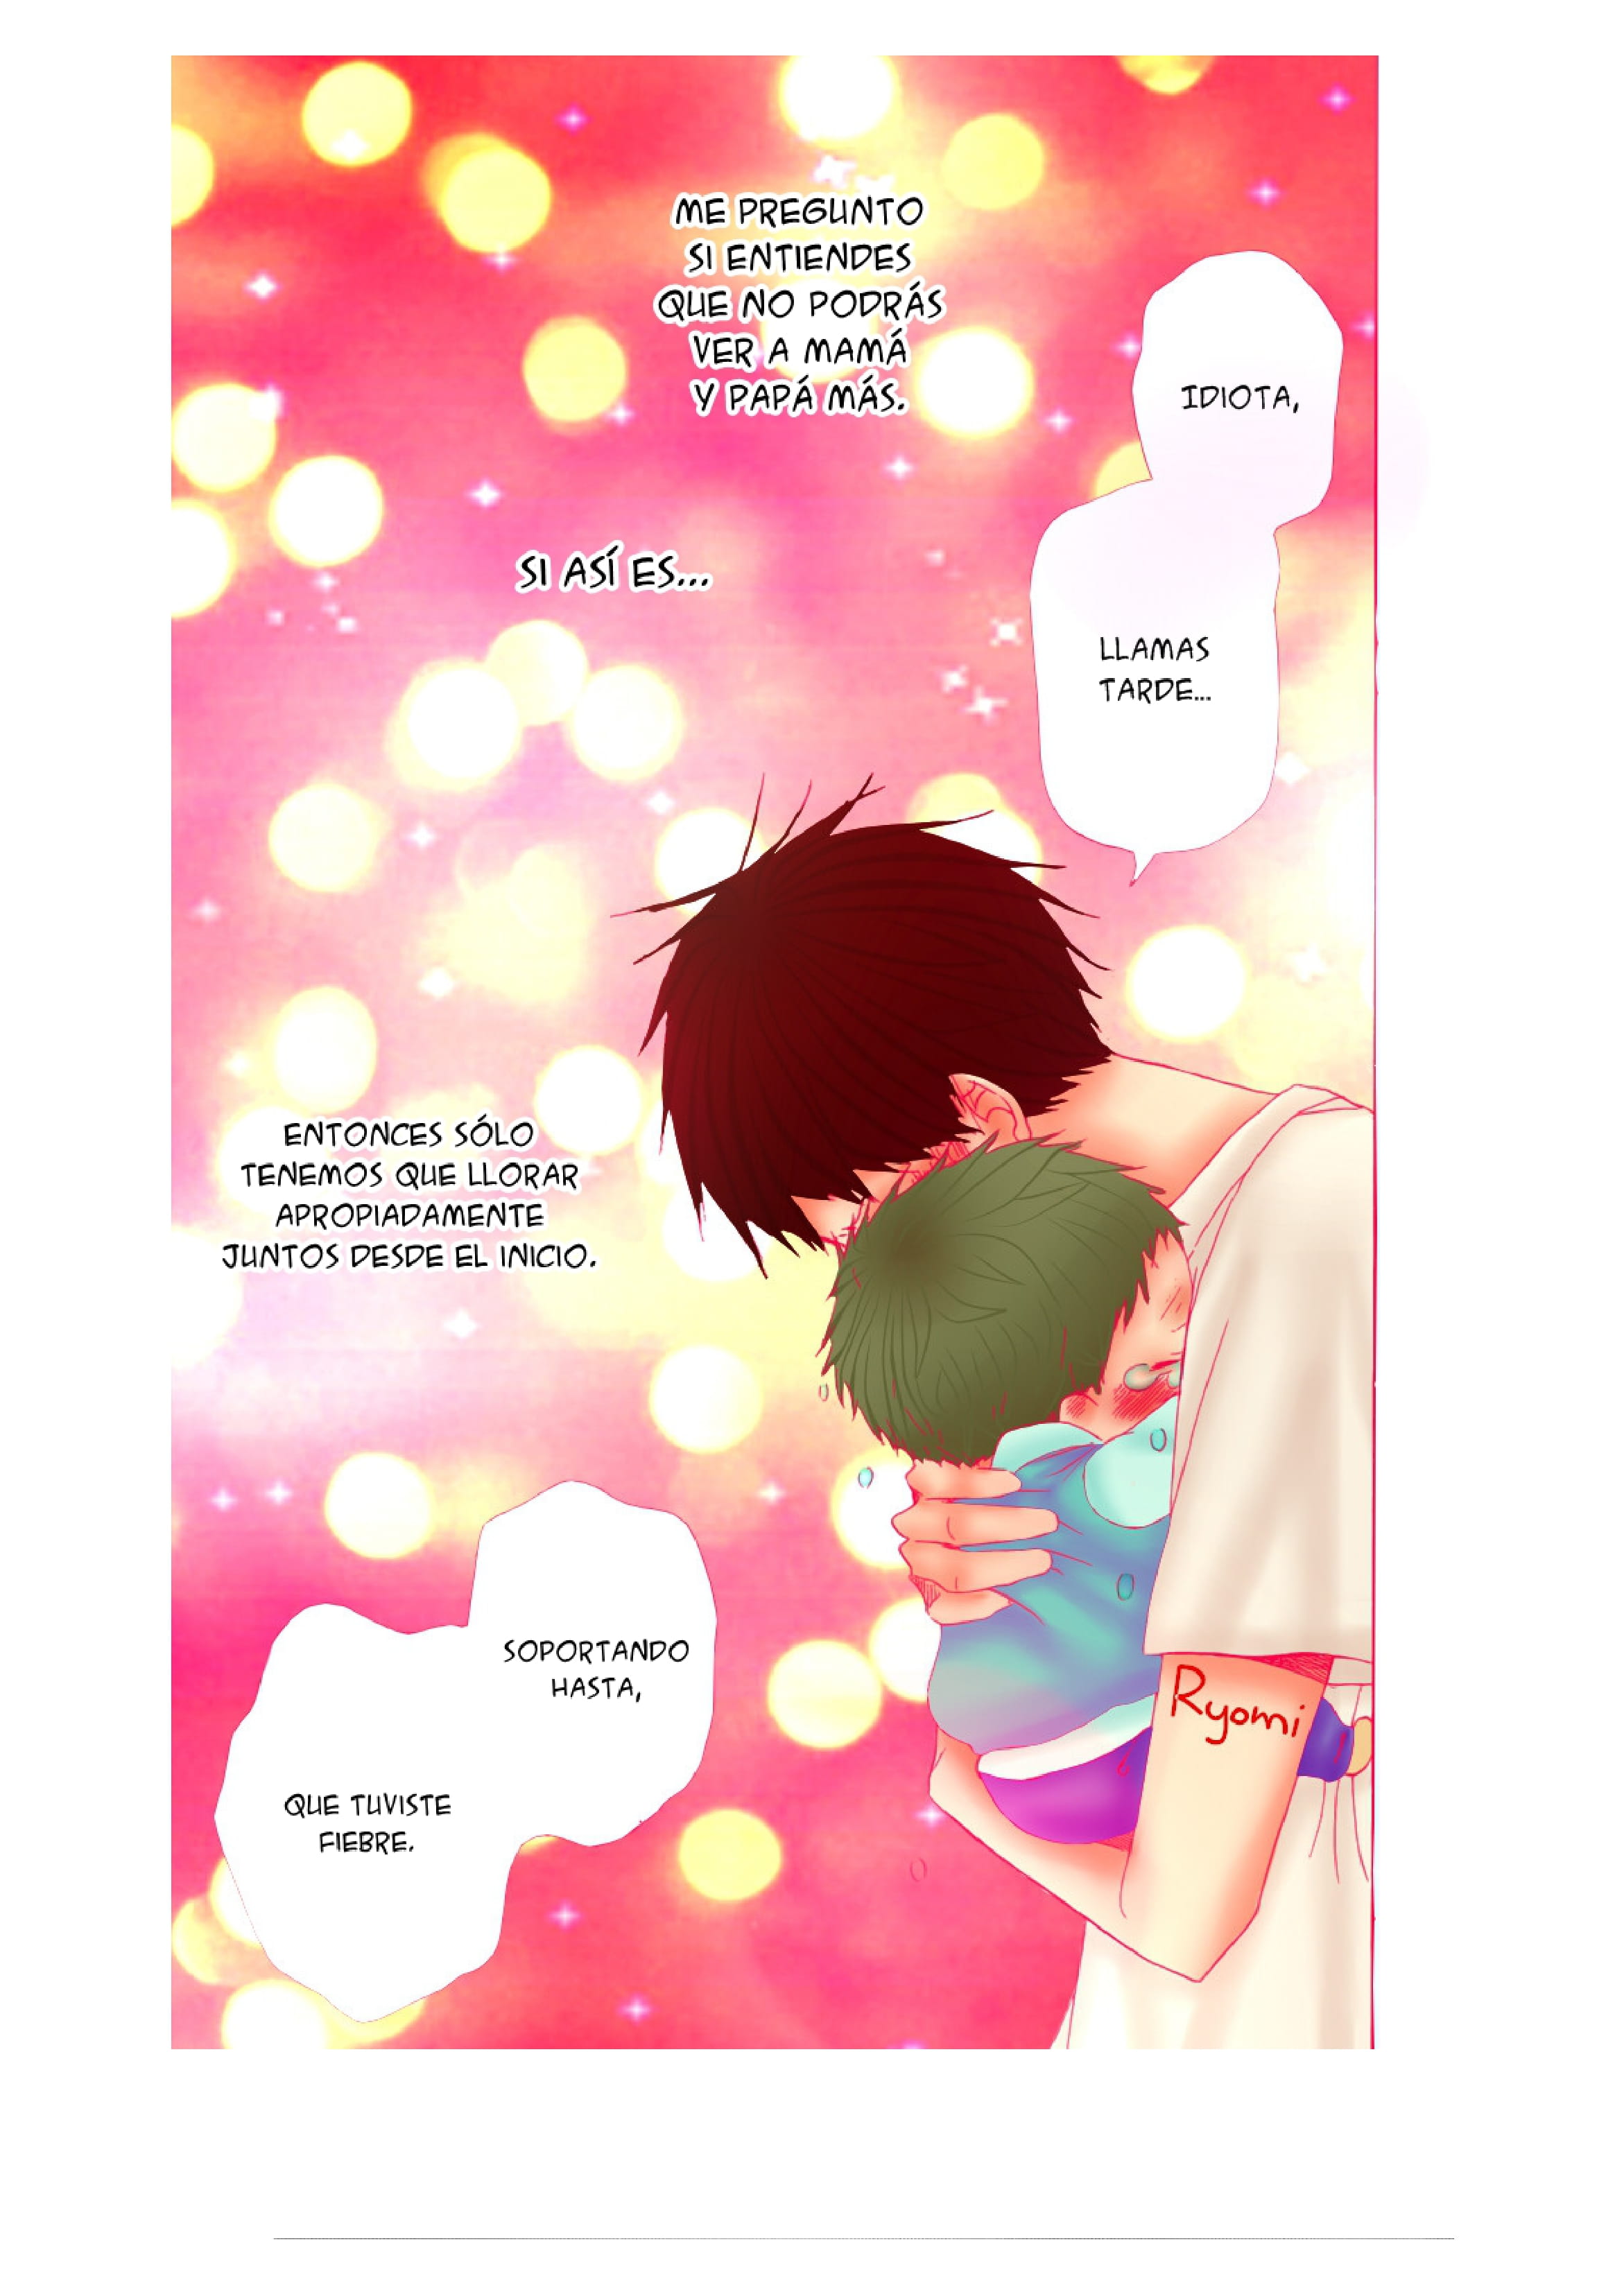 IDIOTA,
LLAMAS
TARDE...
ME PREGUNTO
SI ENTIENDES
QUE NO PODRÁS
VER A MAMÁ
Y PAPÁ MÁS.
SI ASÍ ES...
ENTONCES SÓLO
TENEMOS QUE LLORAR
APROPIADAMENTE
JUNTOS DESDE EL INICIO.
SOPORTANDO
HASTA,
QUE TUVISTE
FIEBRE.
Ryomi